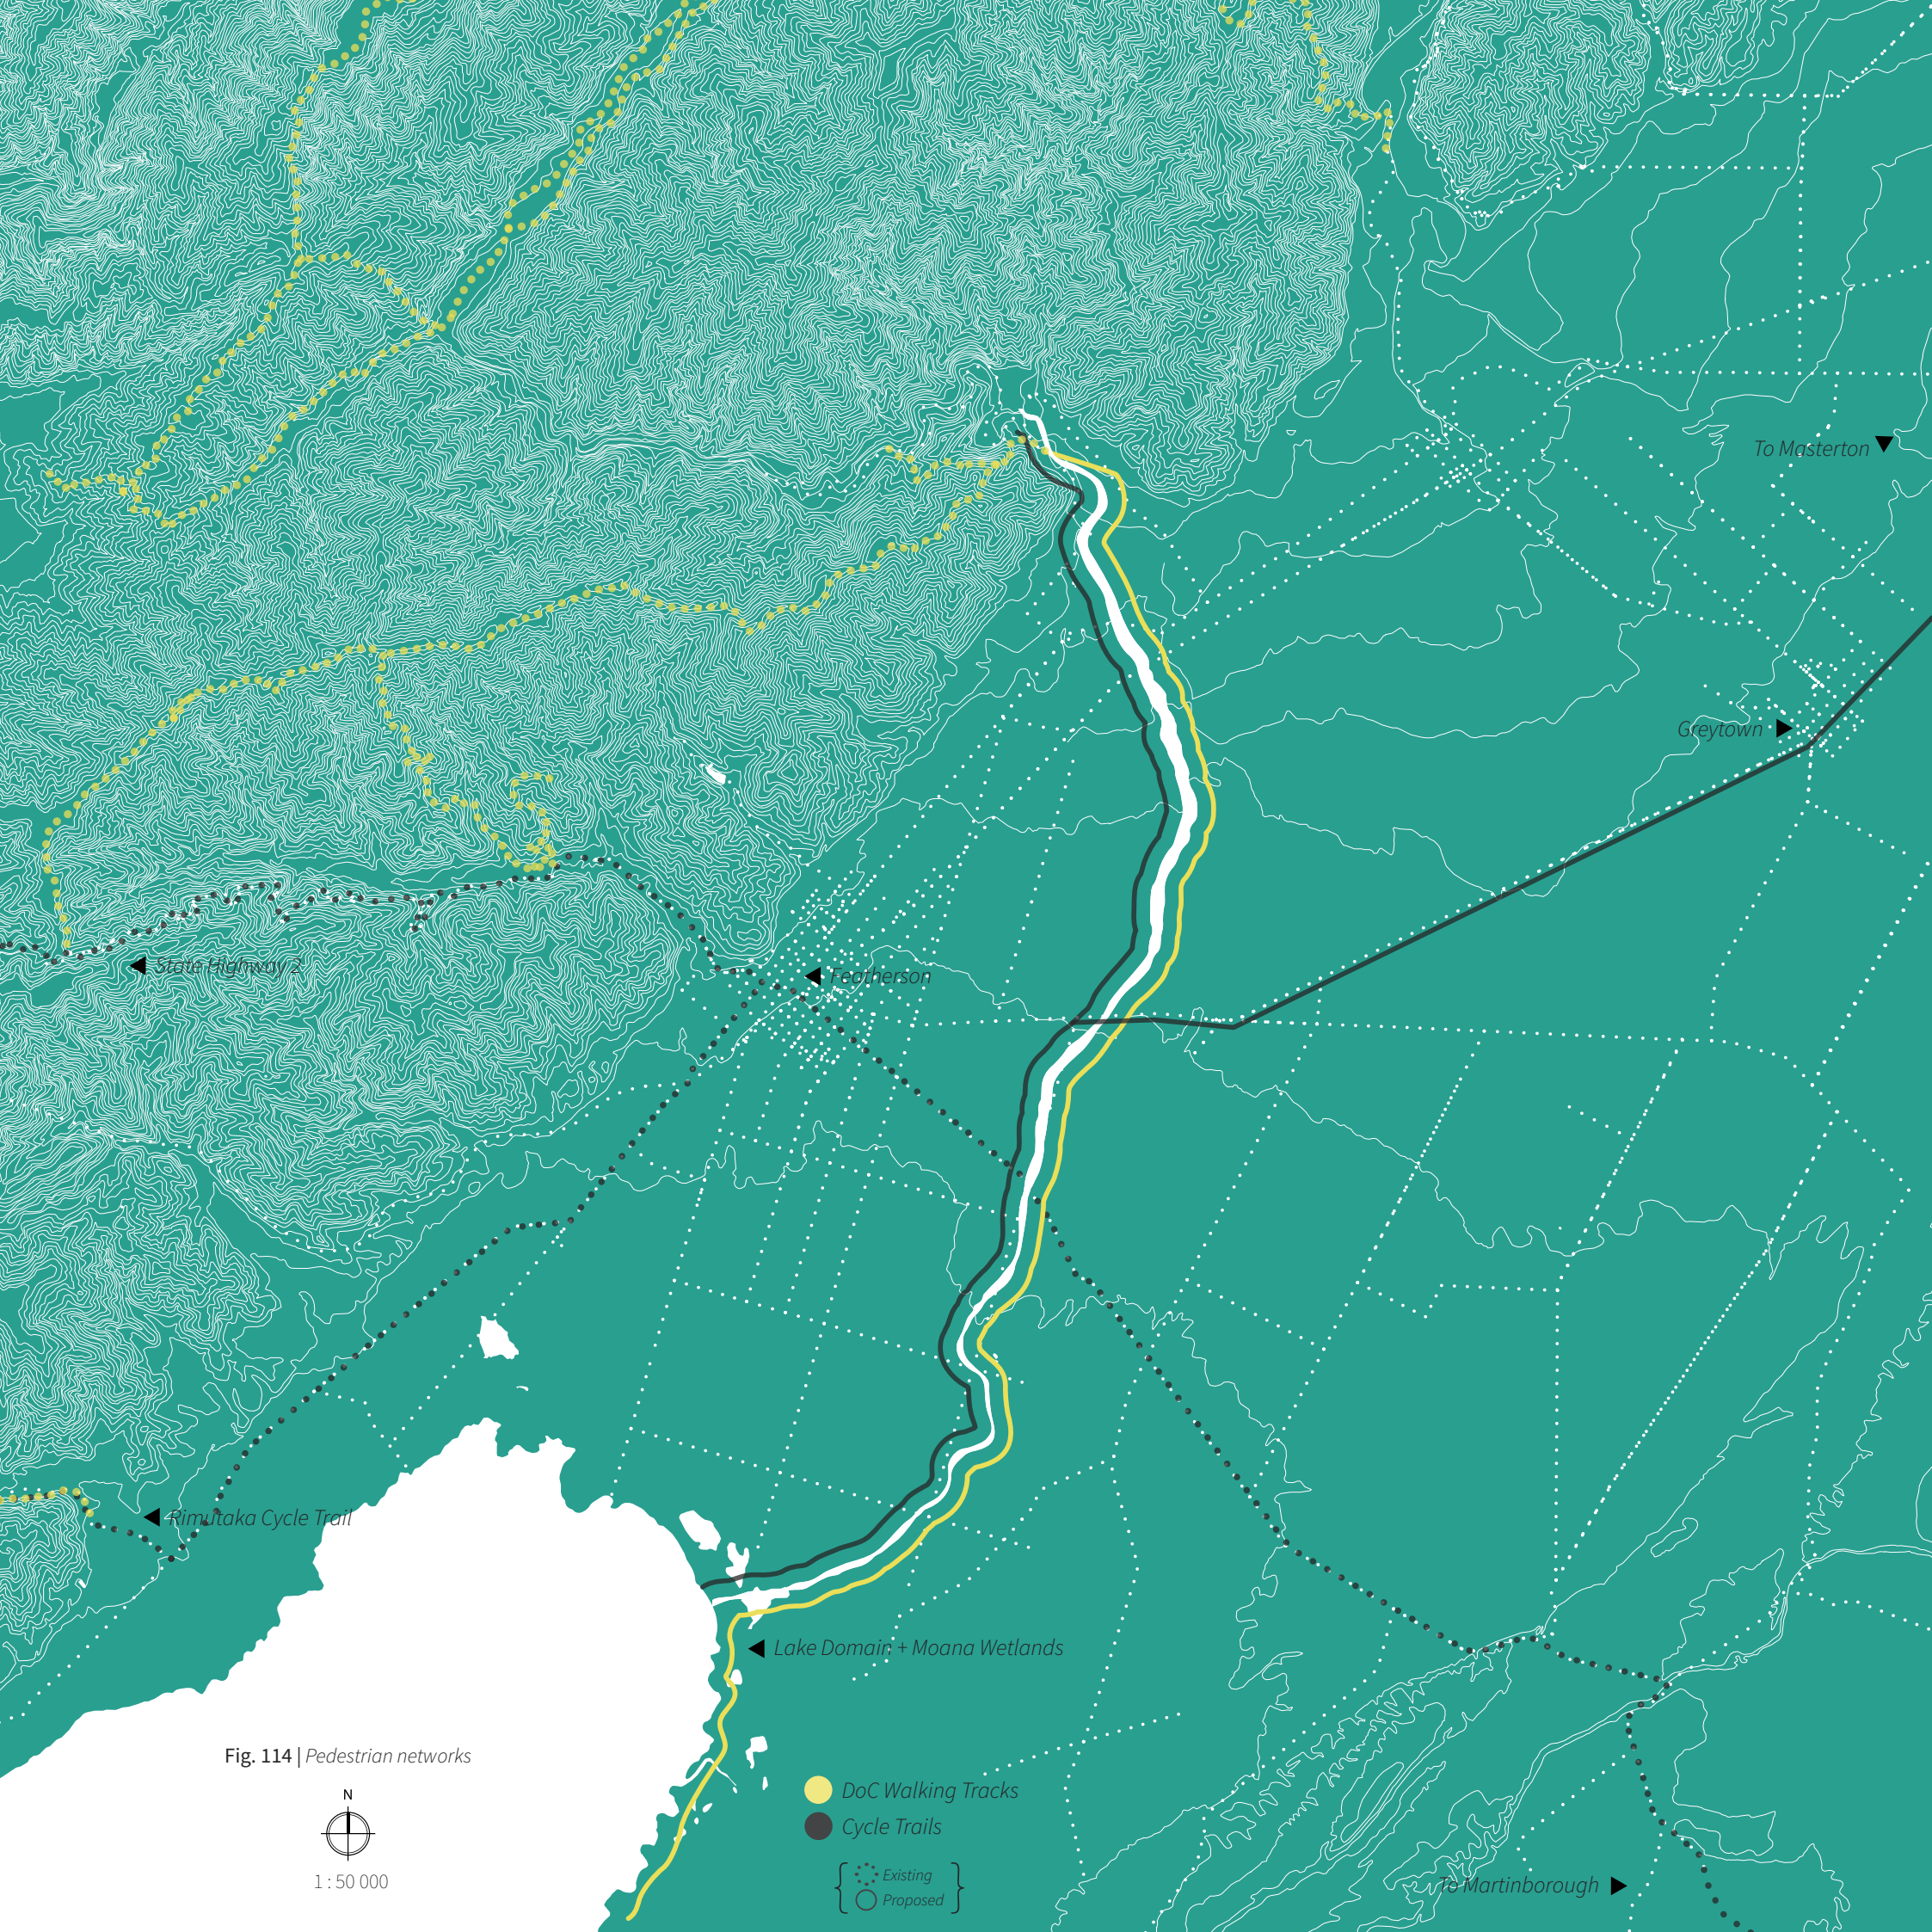 To Masterton
Greytown
State Highway 2
Featherson
Rimutaka Cycle Trail
Lake Domain + Moana Wetlands
Fig. 114 | Pedestrian networks
N
1 : 50 000
DoC Walking Tracks
Cycle Trails
Existing
Proposed
To Martinborough